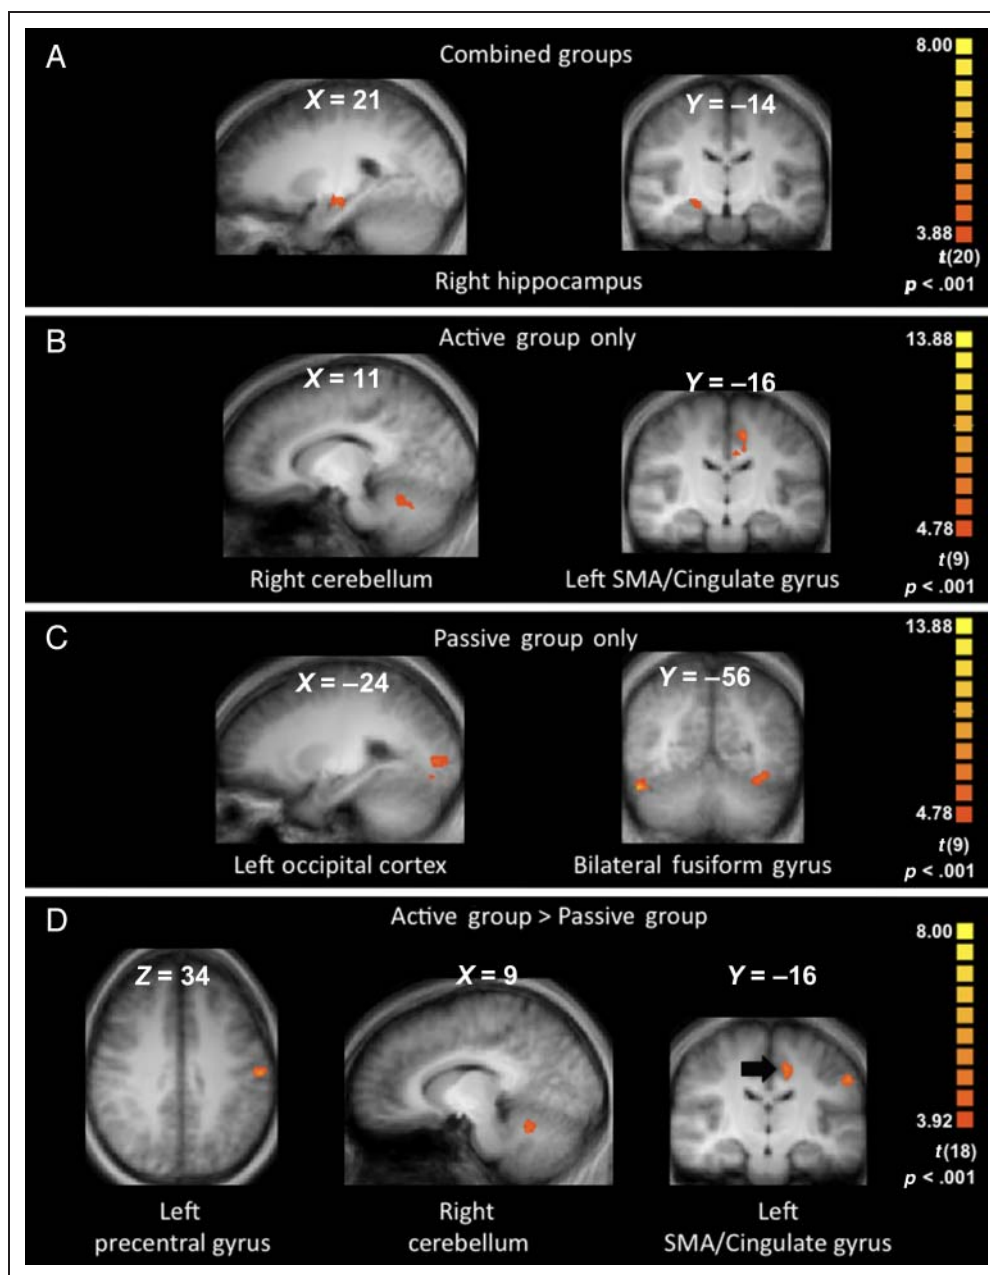 A
Combined groups
X = 21
Y = –14
8.00
3.88
t(20)
p < .001
Right hippocampus
B
Active group only
X = 11
Y = –16
13.88
4.78
t(9)
p < .001
Right cerebellum
Left SMA/Cingulate gyrus
C
Passive group only
X = –24
Y = –56
13.88
4.78
t(9)
p < .001
Left occipital cortex
Bilateral fusiform gyrus
D
Active group > Passive group
Z = 34
X = 9
Y = –16
8.00
3.92
t(18)
p < .001
Left
precentral gyrus
Right
cerebellum
Left
SMA/Cingulate gyrus